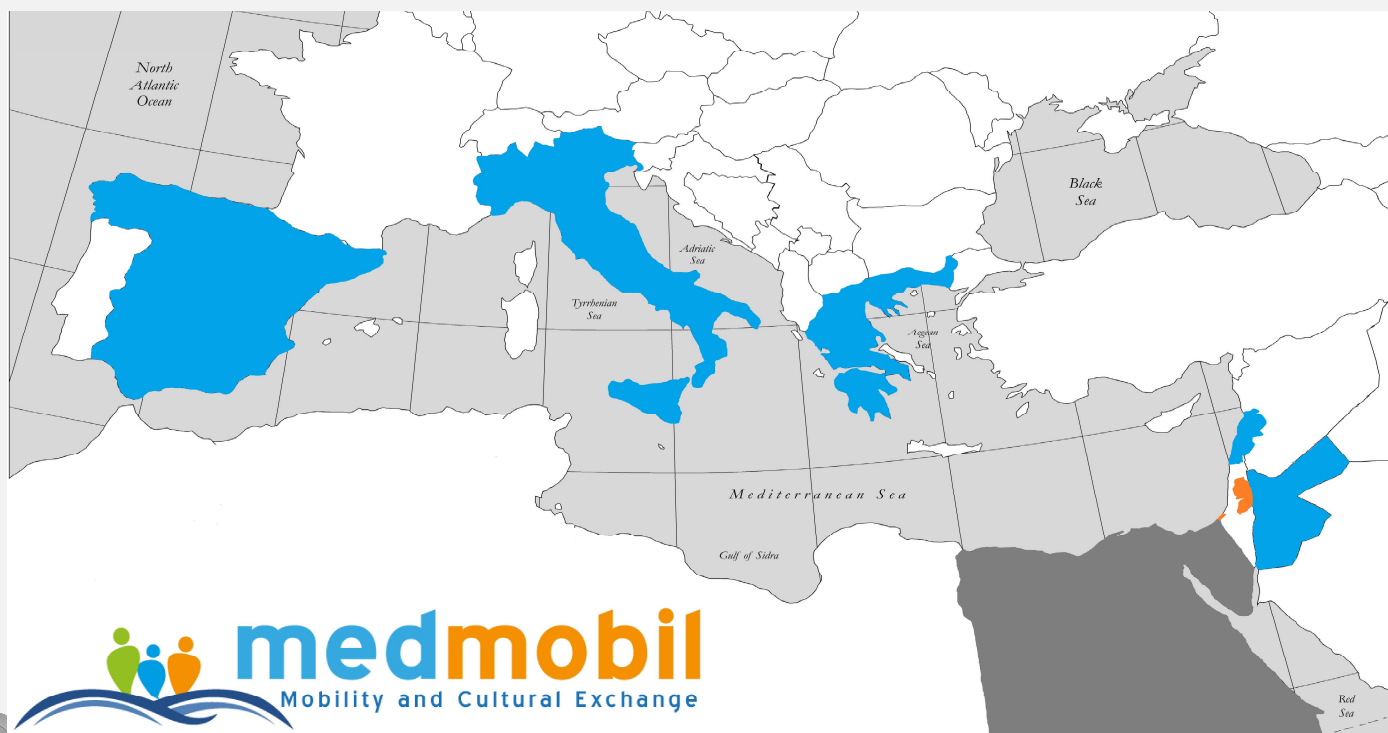 North
Atlantic
Ocean
Black
Sea
Adriatic
Sea
Tyrrhenian
Sea
Aegean
Sea
Mediterranean Sea
Gulf of Sidra
Red
Sea
medmobil
Mobility and Cultural Exchange